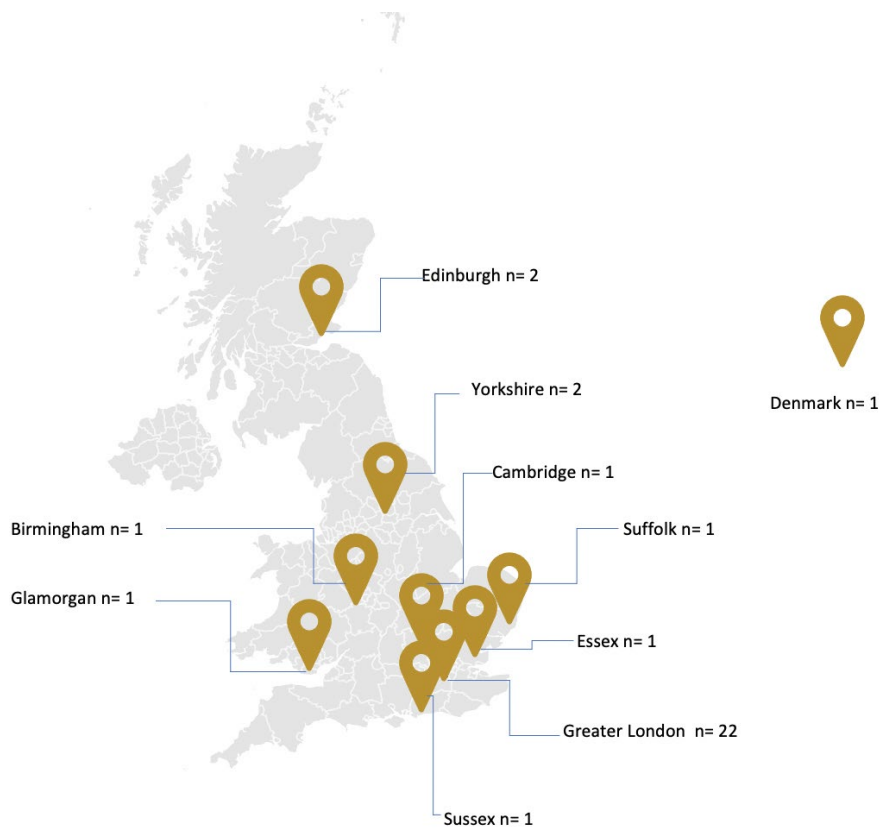 Edinburgh n= 2
Yorkshire n= 2
Denmark n= 1
Cambridge n= 1
Birmingham n= 1
Suffolk n= 1
Glamorgan n= 1
Essex n= 1
Greater London  n= 22
Sussex n= 1